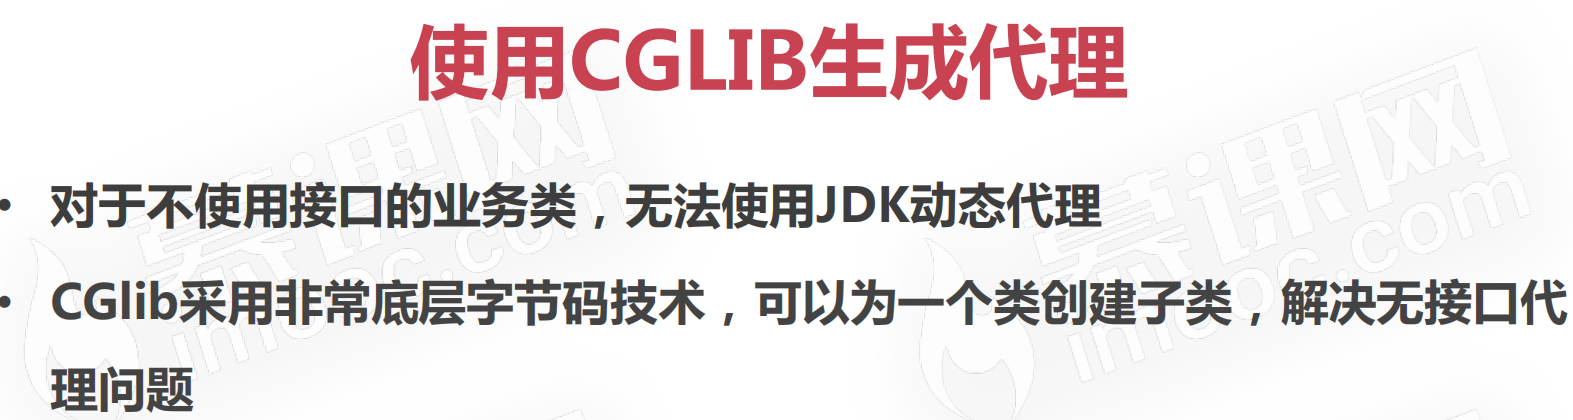 使用CGLIB生成代理
• 对于不使用接口的业务类，无法使用JDK动态代理
• CGlib采用非常底层字节码技术，可以为一个类创建子类，解决无接口代
理问题
慕课网
imooc.com
慕课网
imooc.com